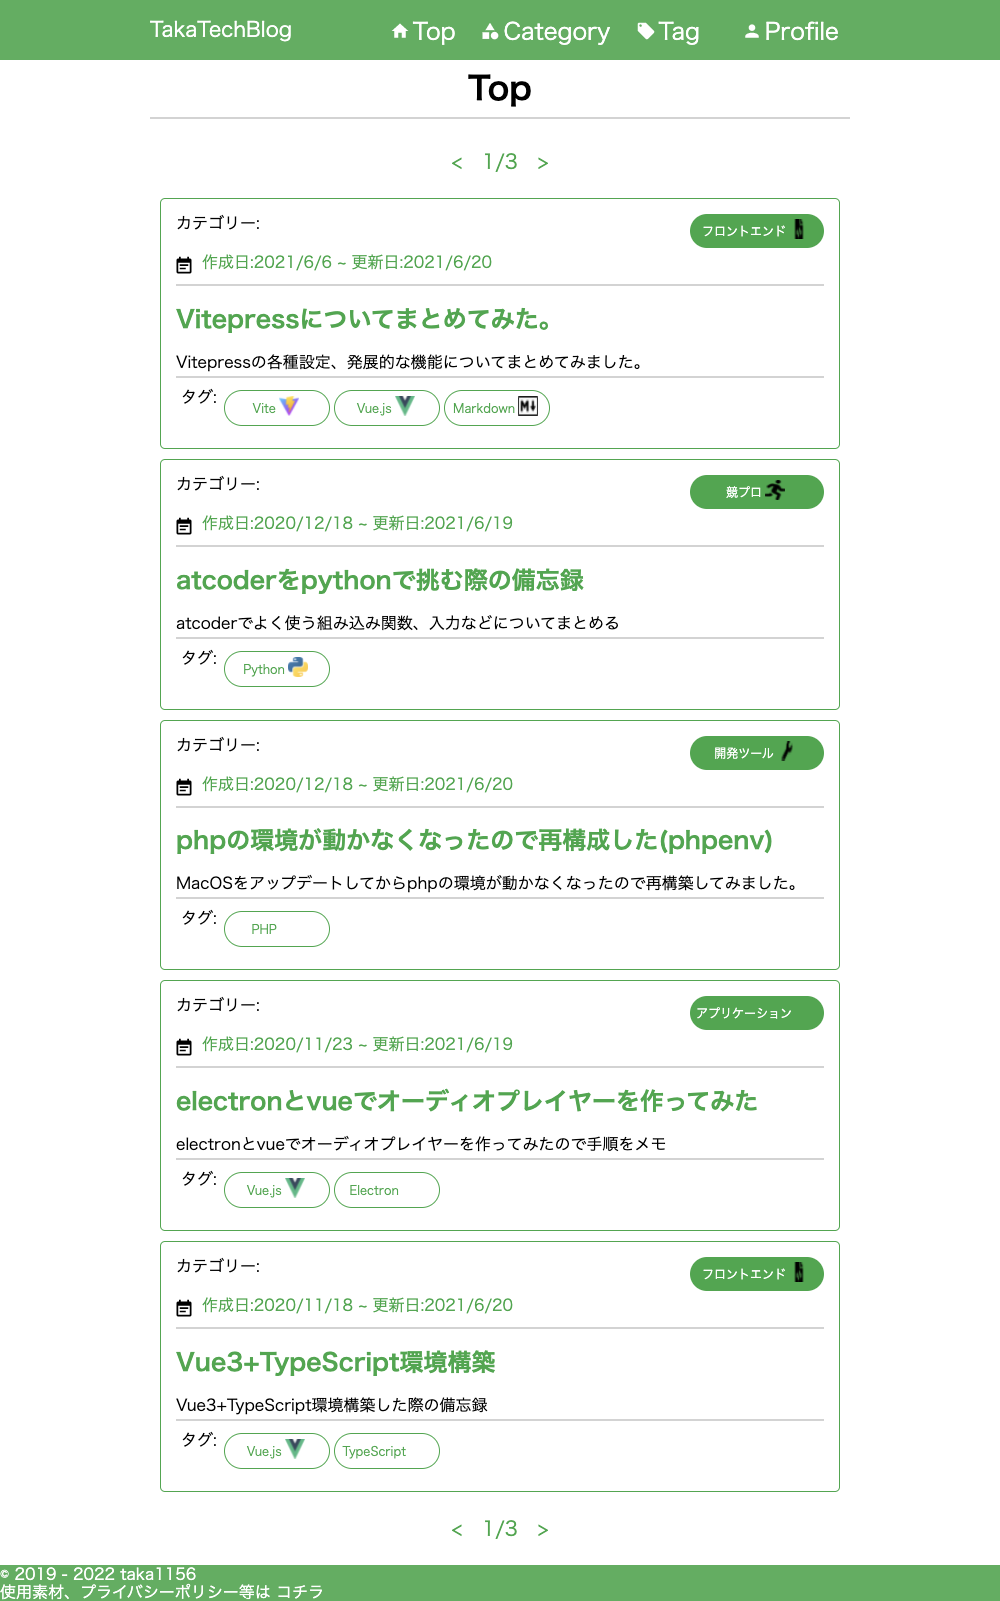 TakaTechBlog Top Category Tag Profile
Top
< 1/3 >
カテゴリー: フロントエンド
作成日:2021/6/6 ~ 更新日:2021/6/20
Vitepressについてまとめてみた。
Vitepressの各種設定、発展的な機能についてまとめてみました。
タグ: Vite Vue.js Markdown
カテゴリー: 競プロ
作成日:2020/12/18 ~ 更新日:2021/6/19
atcoderをpythonで挑む際の備忘録
atcoderでよく使う組み込み関数、入力などについてまとめる
タグ: Python
カテゴリー: 開発ツール
作成日:2020/12/18 ~ 更新日:2021/6/20
phpの環境が動かなくなったので再構成した(phpenv)
MacOSをアップデートしてからphpの環境が動かなくなったので再構築してみました。
タグ: PHP
カテゴリー: アプリケーション
作成日:2020/11/23 ~ 更新日:2021/6/19
electronとvueでオーディオプレイヤーを作ってみた
electronとvueでオーディオプレイヤーを作ってみたので手順をメモ
タグ: Vue.js Electron
カテゴリー: フロントエンド
作成日:2020/11/18 ~ 更新日:2021/6/20
Vue3+TypeScript環境構築
Vue3+TypeScript環境構築した際の備忘録
タグ: Vue.js TypeScript
< 1/3 >
© 2019 - 2022 taka1156
使用素材、プライバシーポリシー等は コチラ